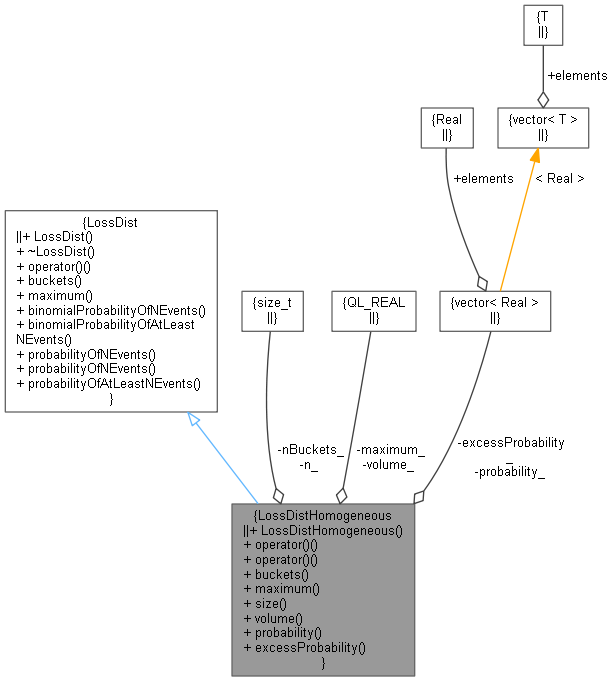 {T
||}
+elements
{Real
||}
{vector< T >
||}
+elements
< Real >
{LossDist
||+ LossDist()
+ ~LossDist()
+ operator()()
+ buckets()
+ maximum()
+ binomialProbabilityOfNEvents()
+ binomialProbabilityOfAtLeast
NEvents()
+ probabilityOfNEvents()
+ probabilityOfNEvents()
+ probabilityOfAtLeastNEvents()
}
{size_t
||}
{QL_REAL
||}
{vector< Real >
||}
-nBuckets_
-n_
-maximum_
-volume_
-excessProbability
_
-probability_
{LossDistHomogeneous
||+ LossDistHomogeneous()
+ operator()()
+ operator()()
+ buckets()
+ maximum()
+ size()
+ volume()
+ probability()
+ excessProbability()
}